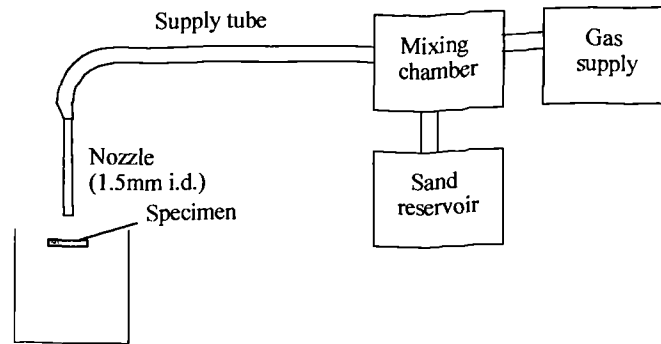 Supply tube
Mixing
chamber
Gas
supply
Nozzle
(1.5mm i.d.)
Specimen
Sand
reservoir